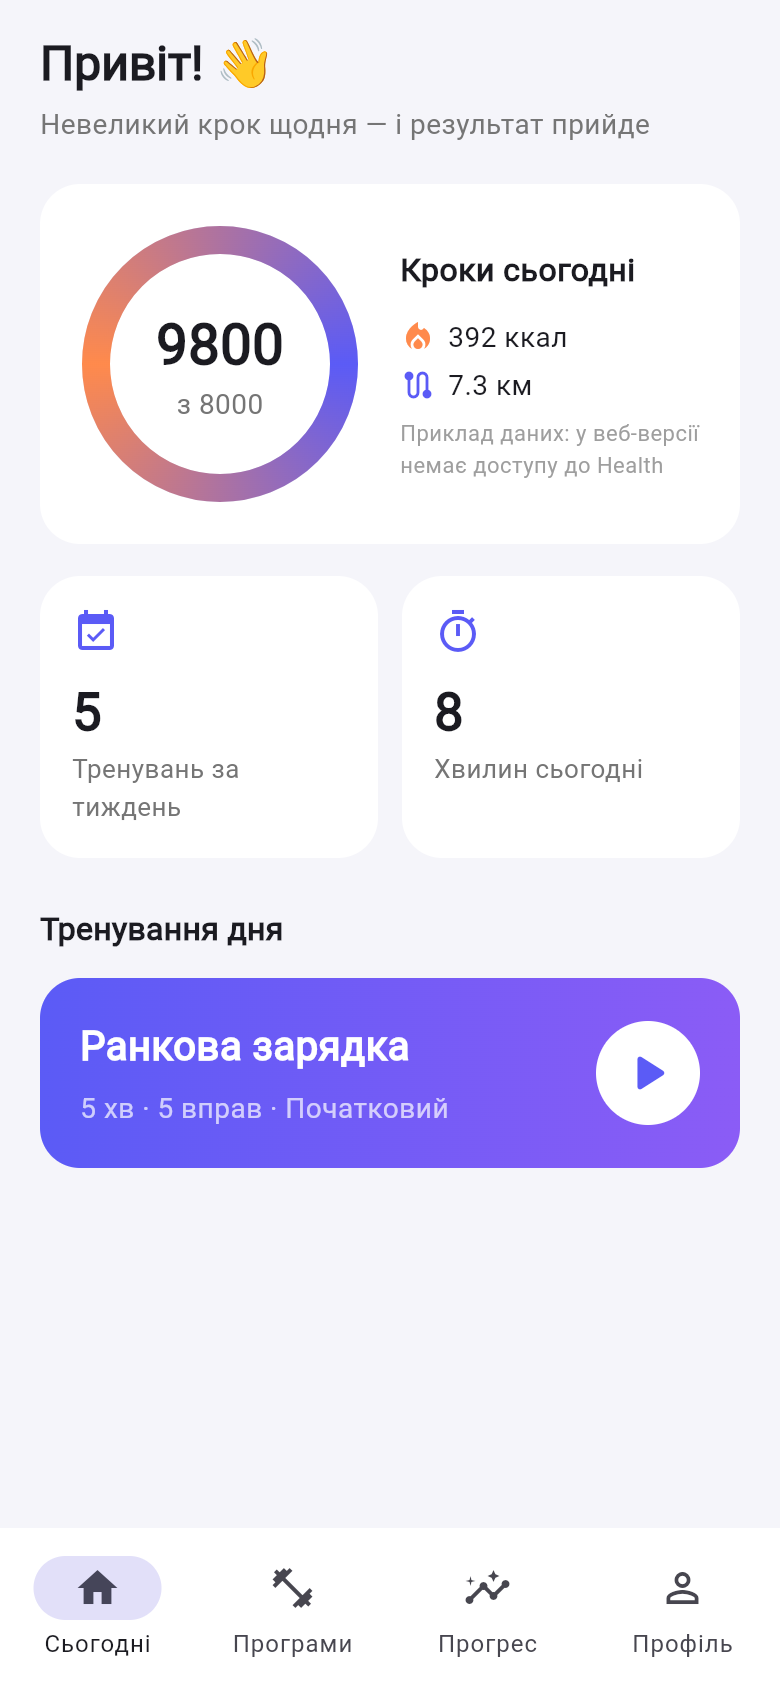 Привіт! 👋
Невеликий крок щодня — і результат прийде
9800
з 8000
Кроки сьогодні
392 ккал
7.3 км
Приклад даних: у веб-версії
немає доступу до Health
5
Тренувань за
тиждень
8
Хвилин сьогодні
Тренування дня
Ранкова зарядка
5 хв · 5 вправ · Початковий
Сьогодні
Програми
Прогрес
Профіль